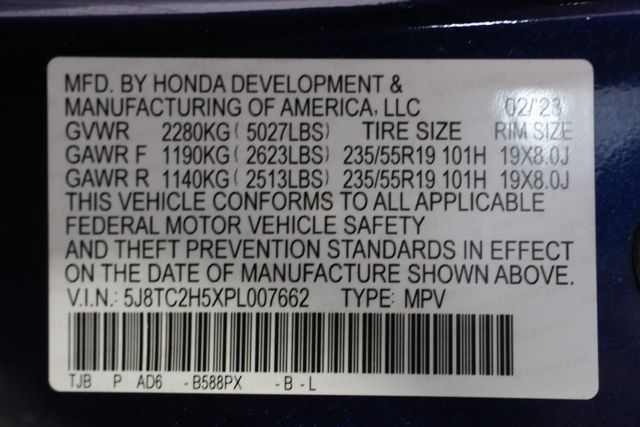 MFD. BY HONDA DEVELOPMENT &
MANUFACTURING OF AMERICA, LLC 02/'23
GVWR 2280KG ( 5027LBS) TIRE SIZE RIM SIZE
GAWR F 1190KG ( 2623LBS) 235/55R19 101H 19X8.0J
GAWR R 1140KG ( 2513LBS) 235/55R19 101H 19X8.0J
THIS VEHICLE CONFORMS TO ALL APPLICABLE
FEDERAL MOTOR VEHICLE SAFETY
AND THEFT PREVENTION STANDARDS IN EFFECT
ON THE DATE OF MANUFACTURE SHOWN ABOVE.
V.I.N.: 5J8TC2H5XPL007662 TYPE: MPV
TJB P AD6 - B588PX - B - L